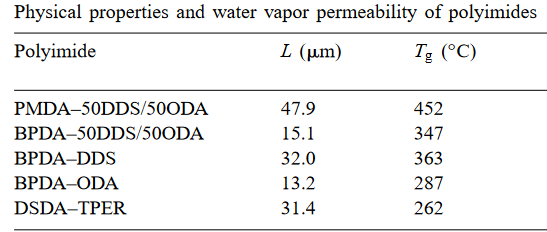 Physical properties and water vapor permeability of polyimides
Polyimide L (μm) Tg (°C)
PMDA–50DDS/50ODA 47.9 452
BPDA–50DDS/50ODA 15.1 347
BPDA–DDS 32.0 363
BPDA–ODA 13.2 287
DSDA–TPER 31.4 262